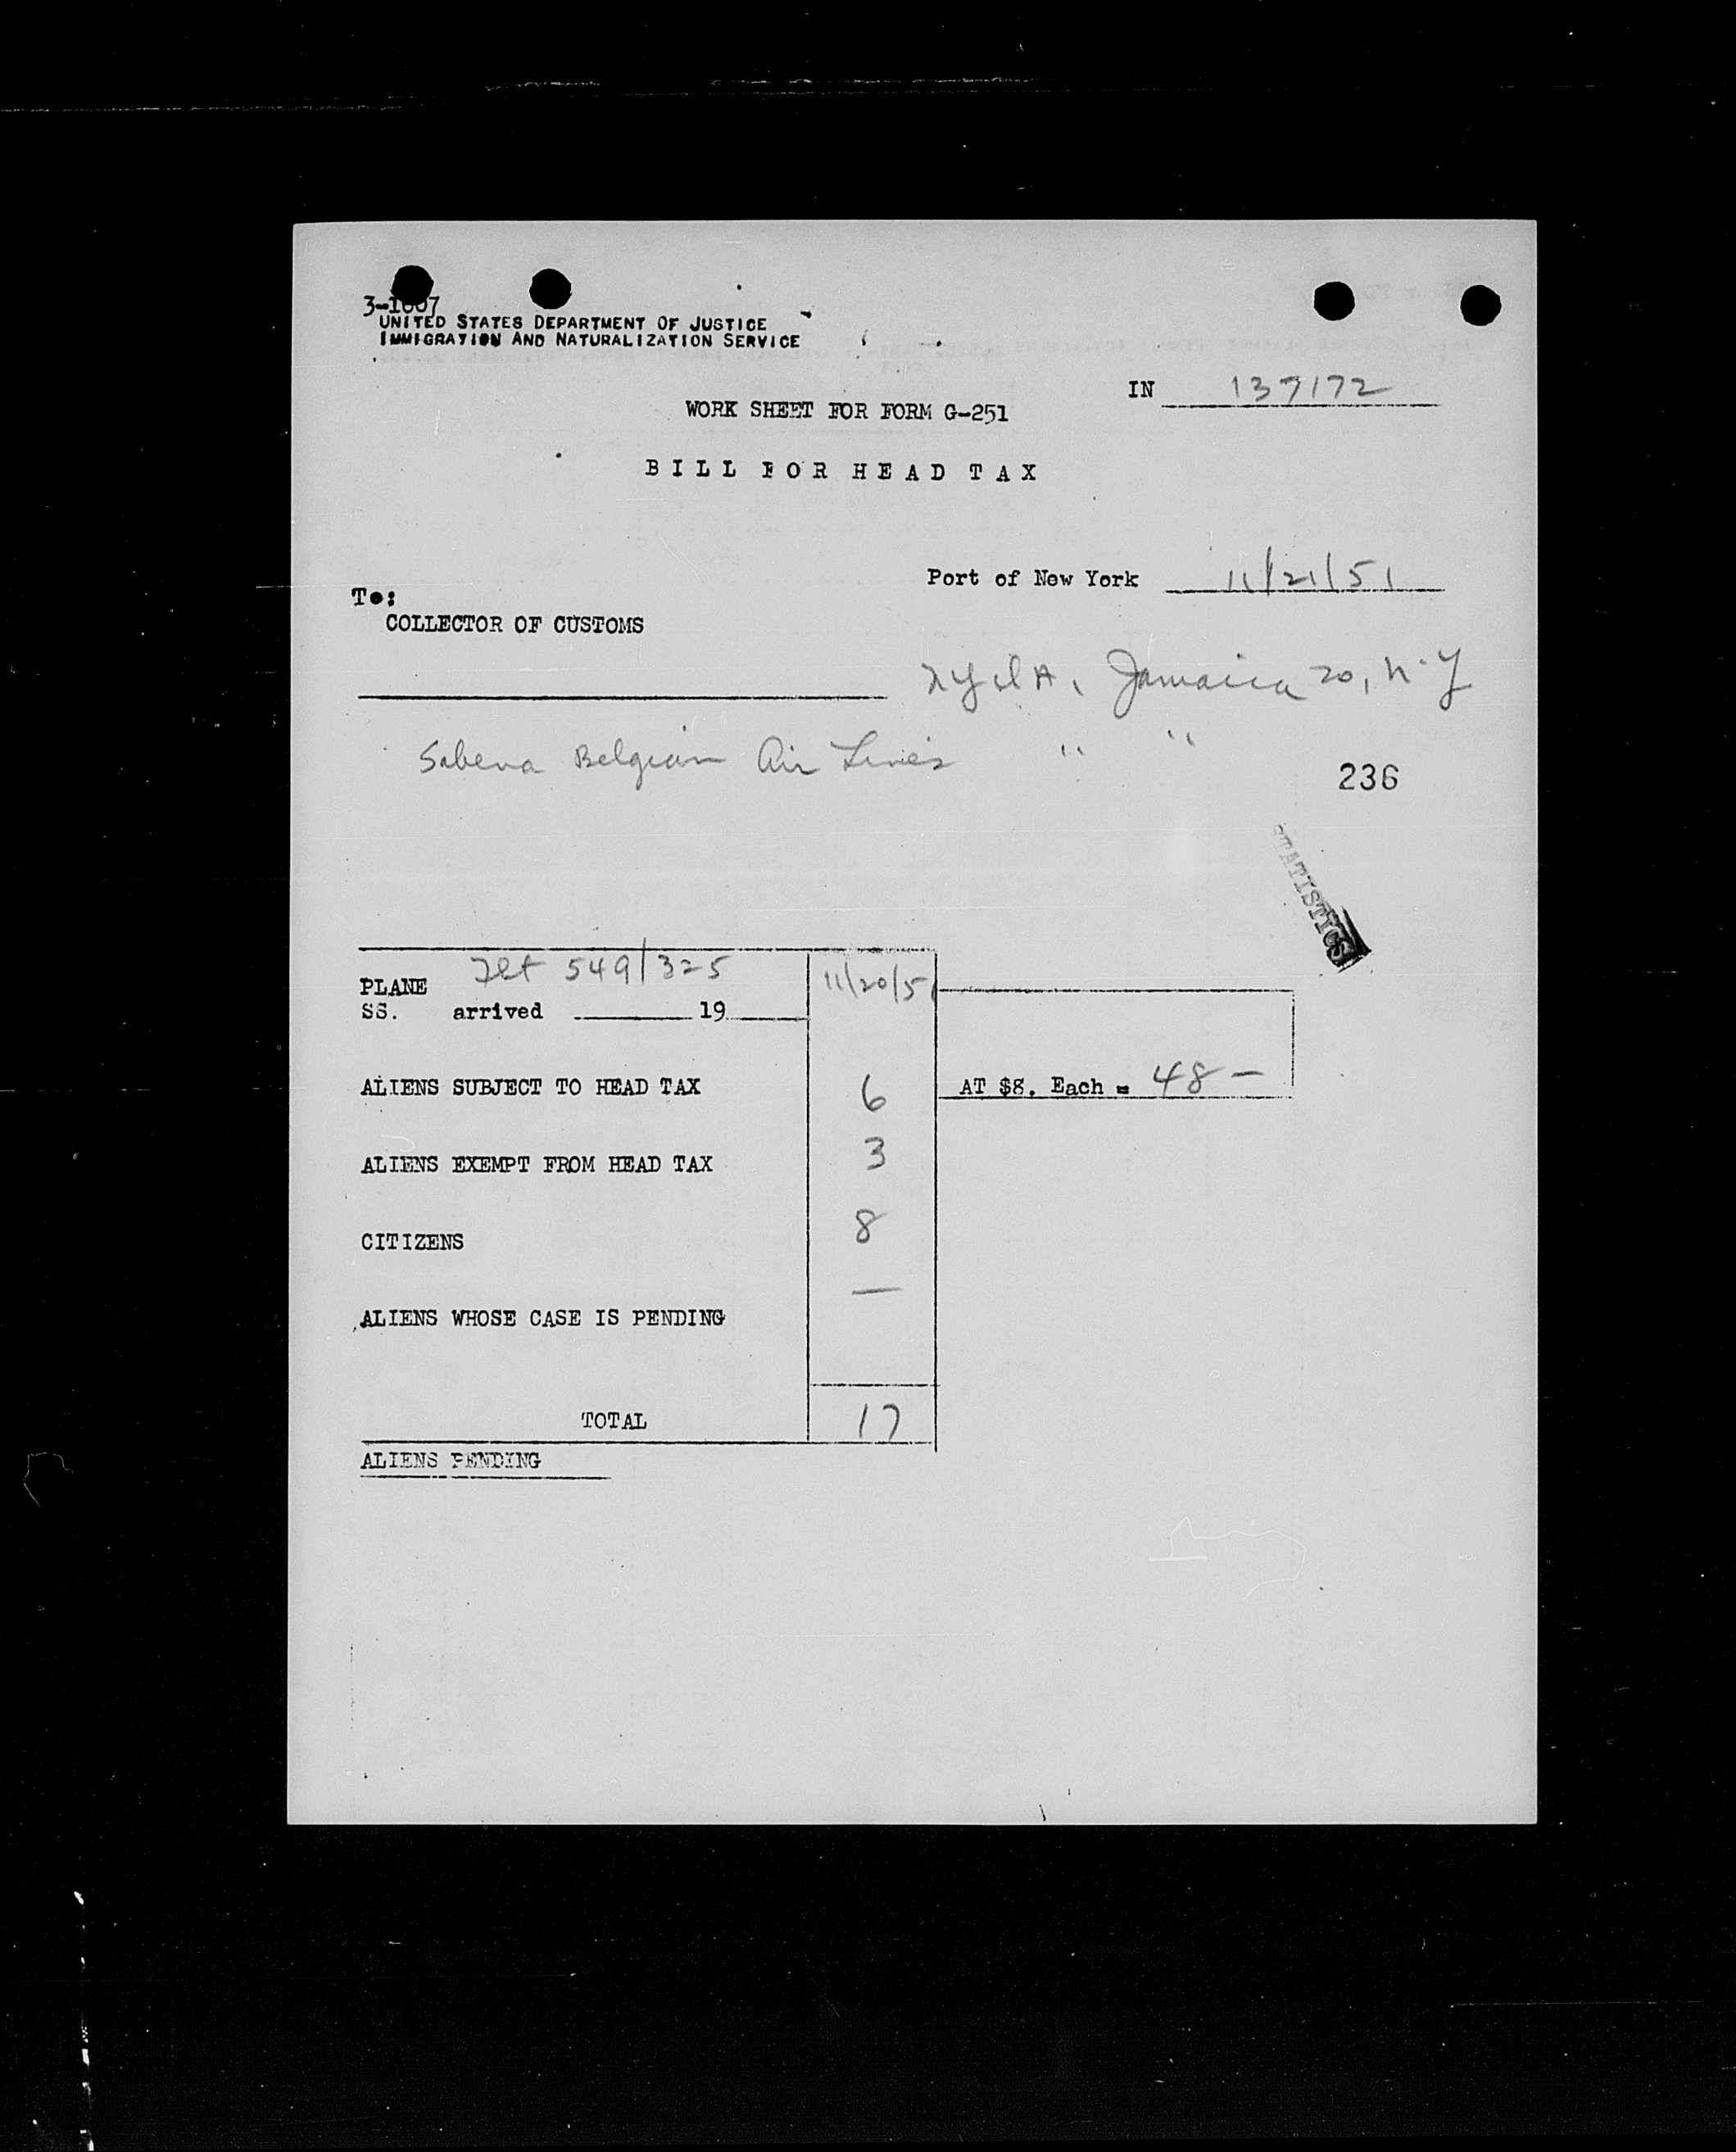 3-1607
UNITED STATES DEPARTMENT OF JUSTICE
IMMIGRATION AND NATURALIZATION SERVICE
IN 137172
WORK SHEET FOR FORM G-251
BILL FOR HEAD TAX
Port of New York 11/21/51
To:
COLLECTOR OF CUSTOMS
NYIA, Jamaica 20, N.Y
Sabena Belgian Air Lines " "
236
STATISTICS
PLANE 549/325 11/20/51
SS. arrived 19
ALIENS SUBJECT TO HEAD TAX 6 AT $8. Each = 48 —
ALIENS EXEMPT FROM HEAD TAX 3
CITIZENS 8
ALIENS WHOSE CASE IS PENDING —
TOTAL 17
ALIENS PENDING